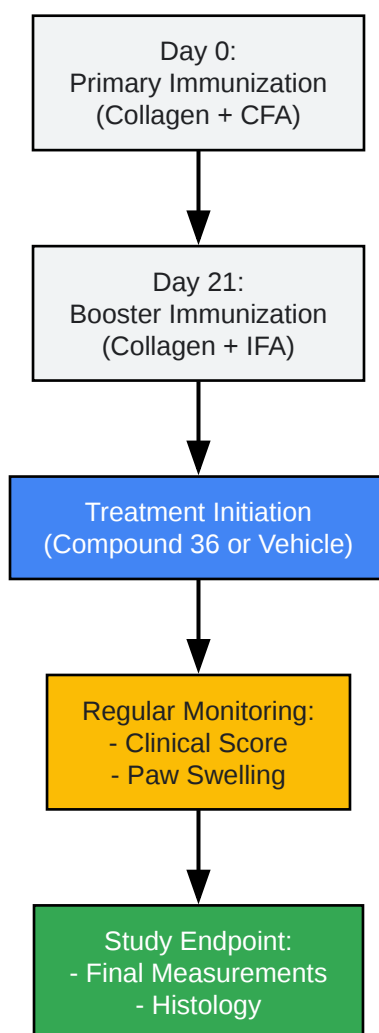 Day 0:
Primary Immunization
(Collagen + CFA)
Day 21:
Booster Immunization
(Collagen + IFA)
Treatment Initiation
(Compound 36 or Vehicle)
Regular Monitoring:
- Clinical Score
- Paw Swelling
Study Endpoint:
- Final Measurements
- Histology